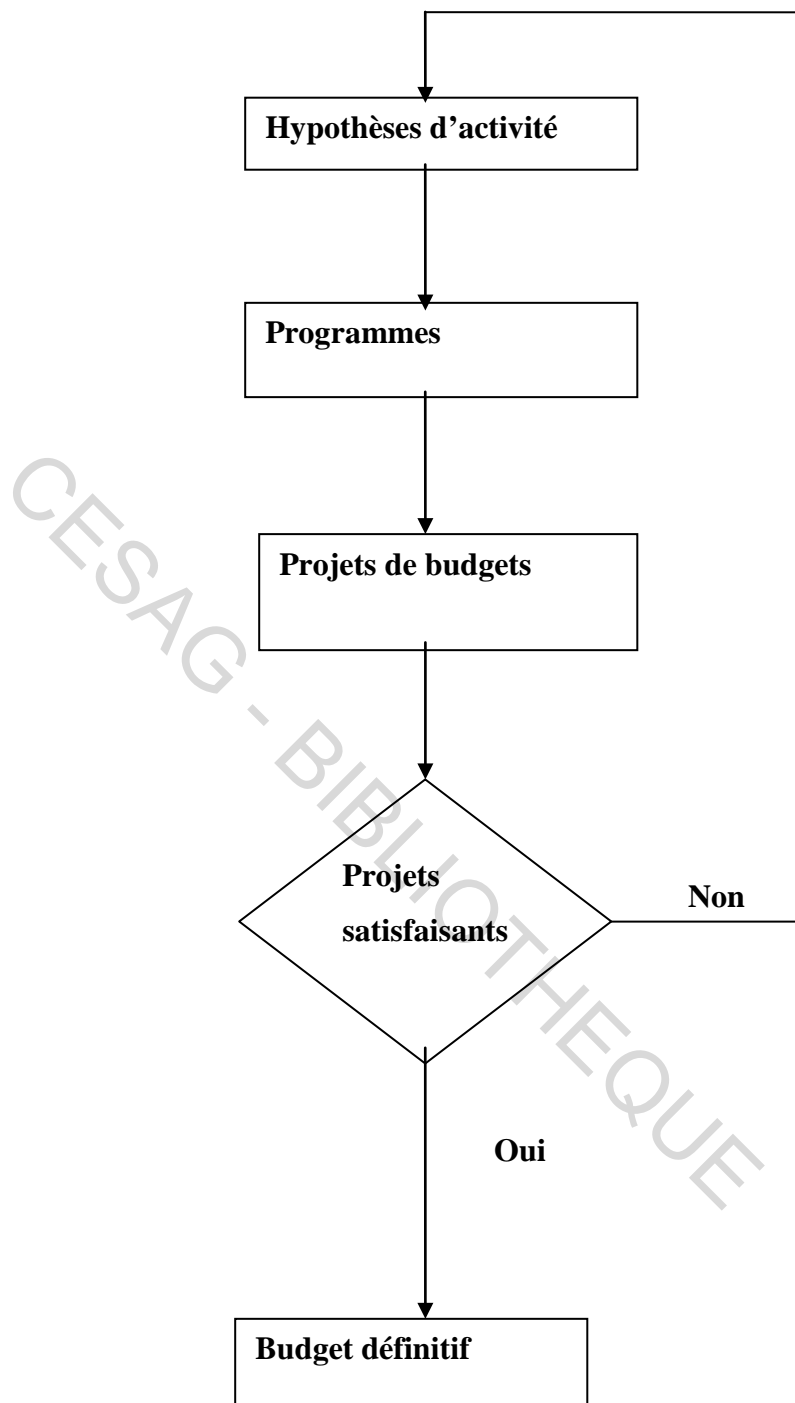 Hypothèses d’activité
Programmes
Projets de budgets
Projets
satisfaisants
Non
Oui
Budget définitif
CESAG - BIBLIOTHEQUE